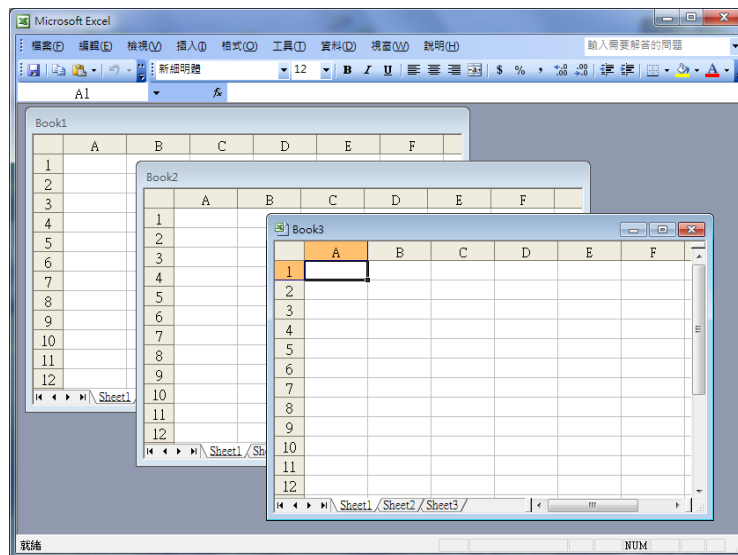 Microsoft Excel
檔案(F) 編輯(E) 檢視(V) 插入(I) 格式(O) 工具(T) 資料(D) 視窗(W) 說明(H) 輸入需要解答的問題
新細明體 12 B I U $ % ,
A1 fx
Book1
A B C D E F
1
2
3
4
5
6
7
8
9
10
11
12
Sheet1
Book2
A B C D E F
1
2
3
4
5
6
7
8
9
10
11
12
Sheet1 Sh
Book3
A B C D E F
1
2
3
4
5
6
7
8
9
10
11
12
Sheet1 Sheet2 Sheet3
就緒 NUM